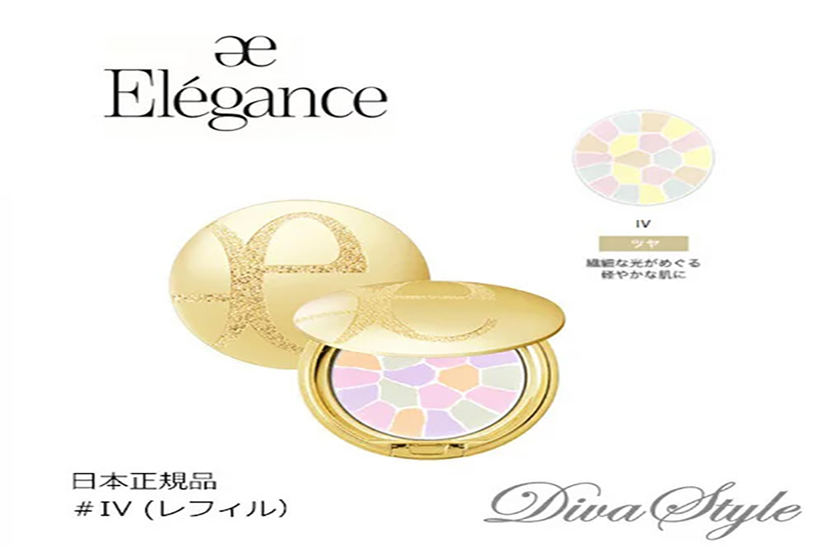 æ
Elégance
IV
ツヤ
繊細な光がめぐる
軽やかな肌に
日本正規品
#IV (レフィル)
Diva Style